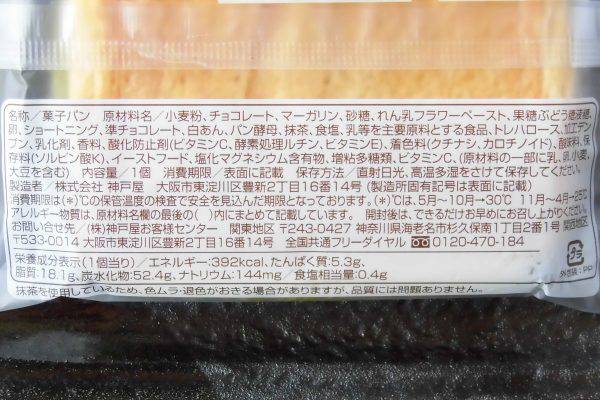 名称／菓子パン 原材料名／小麦粉、チョコレート、マーガリン、砂糖、れん乳フラワーペースト、果糖ぶどう糖液糖、
卵、ショートニング、準チョコレート、白あん、パン酵母、抹茶、食塩、乳等を主要原料とする食品、トレハロース、加工デン
プン、乳化剤、香料、酸化防止剤(ビタミンC、酵素処理ルチン、ビタミンE)、着色料(クチナシ、カロチノイド)、酸味料、保
存料(ソルビン酸K)、イーストフード、塩化マグネシウム含有物、増粘多糖類、ビタミンC、(原材料の一部に乳、卵、小麦、
大豆を含む) 内容量／1個 消費期限／表面に記載 保存方法／直射日光、高温多湿をさけて保存してください。
製造者／株式会社 神戸屋 大阪市東淀川区豊新2丁目16番14号 (製造所固有記号は表面に記載)
消費期限は(*)℃の保管温度の検査で安全を見込んだ期限となっております。(*)℃は、5月〜10月→30℃ 11月〜4月→25℃
アレルギー物質は、原材料名欄の最後の( )内にまとめて記載しています。 開封後は、できるだけお早めにお召し上がりください。
お問い合せ先／(株)神戸屋お客様センター 関東地区 〒243-0427 神奈川県海老名市杉久保南1丁目2番1号 関西地区
〒533-0014 大阪市東淀川区豊新2丁目16番14号 全国共通フリーダイヤル 0120-470-184
栄養成分表示(1個当り)／エネルギー:392kcal、たんぱく質:5.3g、
脂質:18.1g、炭水化物:52.4g、ナトリウム:144mg／食塩相当量:0.4g
抹茶を使用しているため、色ムラ・退色がおきる場合がありますが、品質には問題ありません。
プラ
外包装:PP